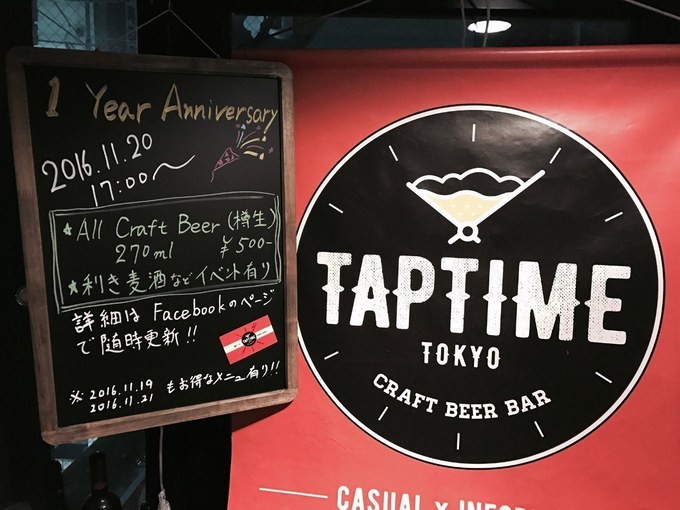 1 Year Anniversary
2016.11.20
17:00〜
★All Craft Beer (樽生)
270ml ¥500-
★利き麦酒などイベント有り
詳細は Facebookのページ
で随時更新!!
※2016.11.19
2016.11.21 もお得なメニュー有り!!
TAPTIME
TOKYO
CRAFT BEER BAR
CASUAL X